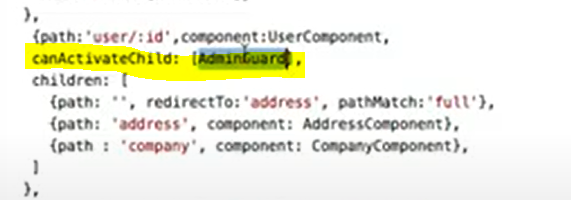 },
{path:'user/:id',component:UserComponent,
canActivateChild: [AdminGuard],
children: [
{path: '', redirectTo:'address', pathMatch:'full'},
{path: 'address', component: AddressComponent},
{path : 'company', component: CompanyComponent},
]
},